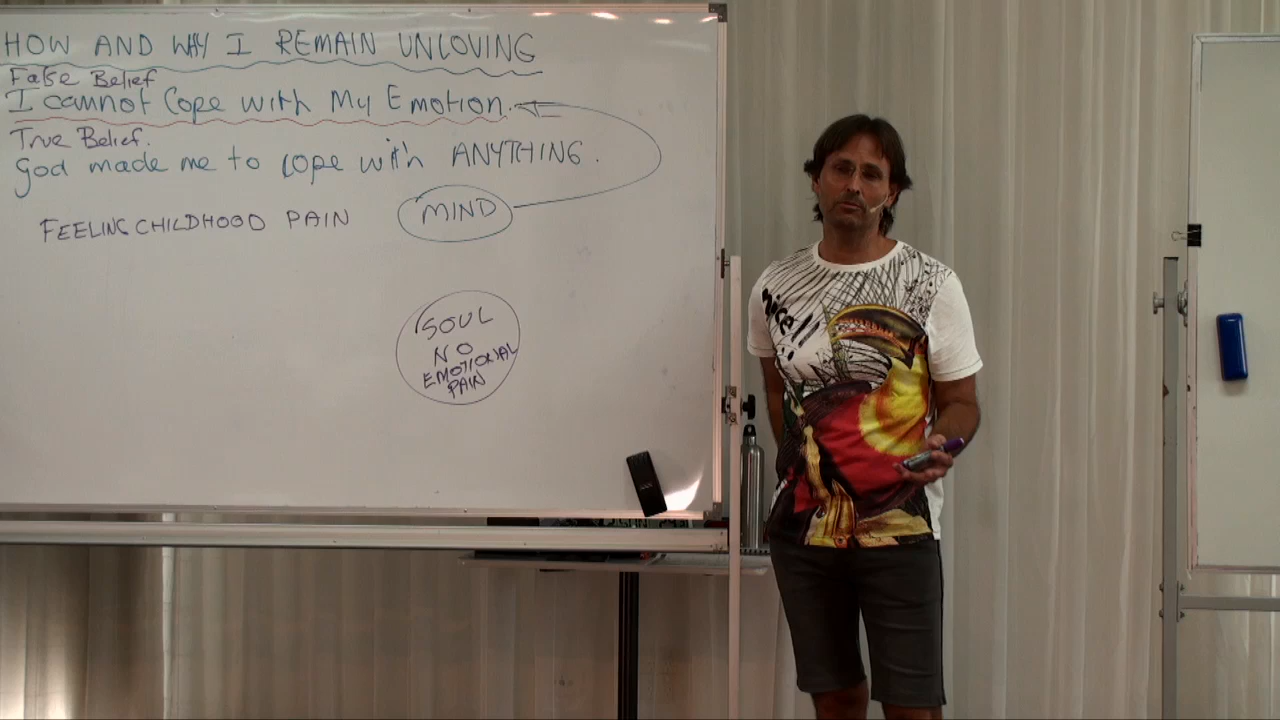 HOW AND WHY I REMAIN UNLOVING
False Belief
I cannot Cope with My Emotion.
True Belief.
God made me to cope with ANYTHING.
FEELING CHILDHOOD PAIN
MIND
SOUL
NO
EMOTIONAL
PAIN
nice!!